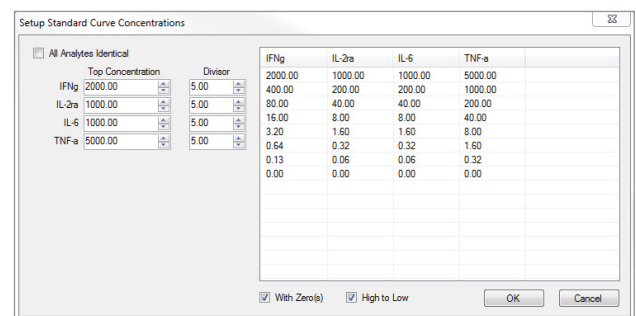 Setup Standard Curve Concentrations
All Analytes Identical
Top Concentration Divisor
IFNg 2000.00 5.00
IL-2ra 1000.00 5.00
IL-6 1000.00 5.00
TNF-a 5000.00 5.00
IFNg IL-2ra IL-6 TNF-a
2000.00 1000.00 1000.00 5000.00
400.00 200.00 200.00 1000.00
80.00 40.00 40.00 200.00
16.00 8.00 8.00 40.00
3.20 1.60 1.60 8.00
0.64 0.32 0.32 1.60
0.13 0.06 0.06 0.32
0.00 0.00 0.00 0.00
With Zero(s) High to Low OK Cancel